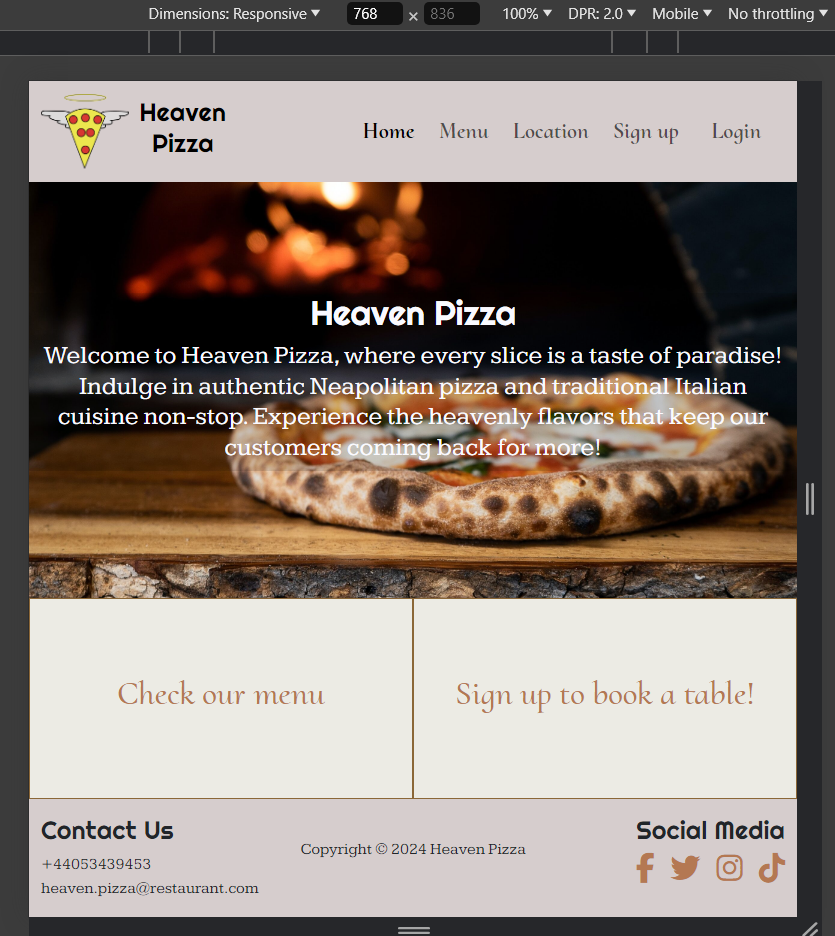 Dimensions: Responsive 768 × 836 100% DPR: 2.0 Mobile No throttling
Heaven
Pizza
Home Menu Location Sign up Login
Heaven Pizza
Welcome to Heaven Pizza, where every slice is a taste of paradise!
Indulge in authentic Neapolitan pizza and traditional Italian
cuisine non-stop. Experience the heavenly flavors that keep our
customers coming back for more!
Check our menu
Sign up to book a table!
Contact Us
+44053439453
heaven.pizza@restaurant.com
Copyright © 2024 Heaven Pizza
Social Media